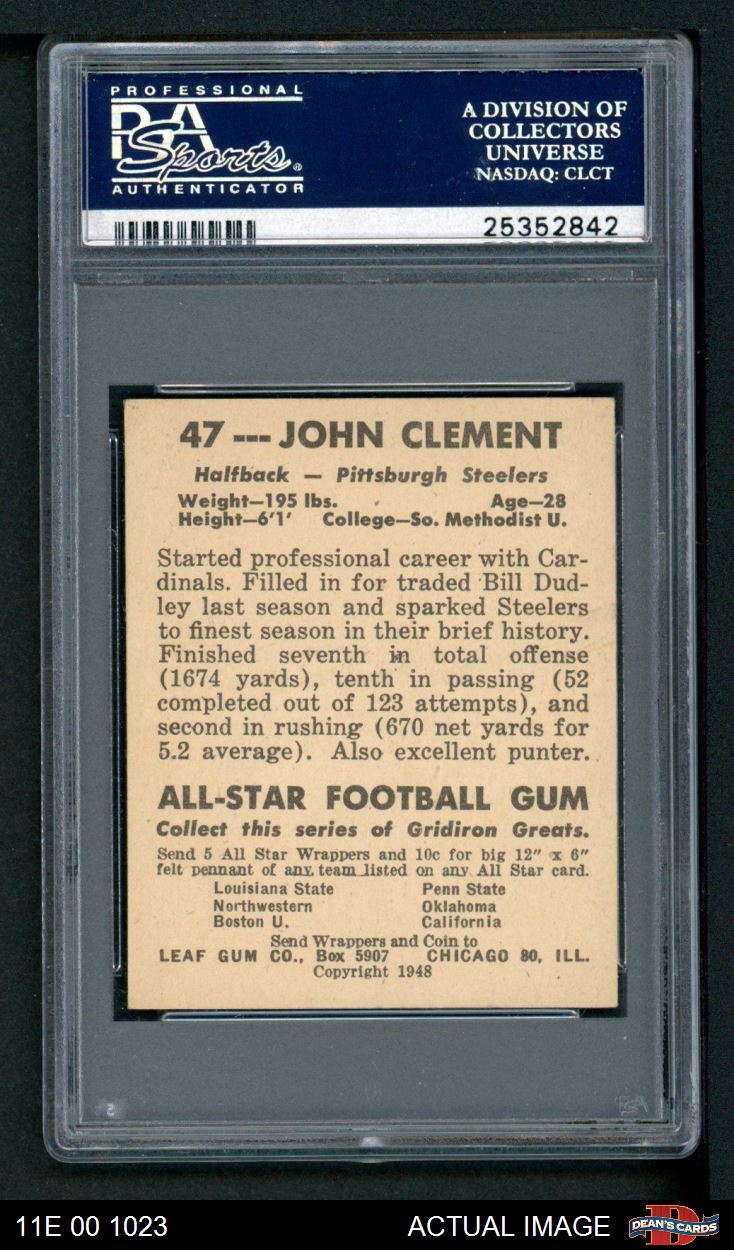 PROFESSIONAL
PSA
Sports®
AUTHENTICATOR
A DIVISION OF
COLLECTORS
UNIVERSE
NASDAQ: CLCT
25352842
47 --- JOHN CLEMENT
Halfback — Pittsburgh Steelers
Weight—195 lbs. Age—28
Height—6'1' College—So. Methodist U.
Started professional career with Car-
dinals. Filled in for traded Bill Dud-
ley last season and sparked Steelers
to finest season in their brief history.
Finished seventh in total offense
(1674 yards), tenth in passing (52
completed out of 123 attempts), and
second in rushing (670 net yards for
5.2 average). Also excellent punter.
ALL-STAR FOOTBALL GUM
Collect this series of Gridiron Greats.
Send 5 All Star Wrappers and 10c for big 12" x 6"
felt pennant of any team listed on any All Star card.
Louisiana State Penn State
Northwestern Oklahoma
Boston U. California
Send Wrappers and Coin to
LEAF GUM CO., Box 5907 CHICAGO 80, ILL.
Copyright 1948
PSA
11E 00 1023 ACTUAL IMAGE DEAN'S CARDS